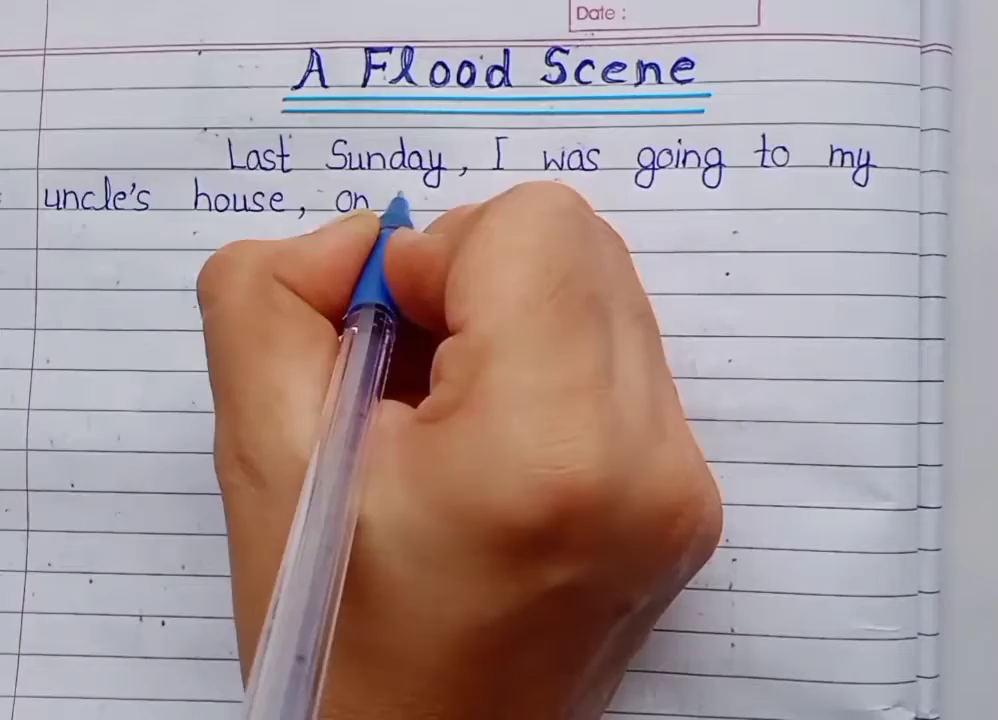 Date :
A Flood Scene
Last Sunday, I was going to my
uncle's house, on